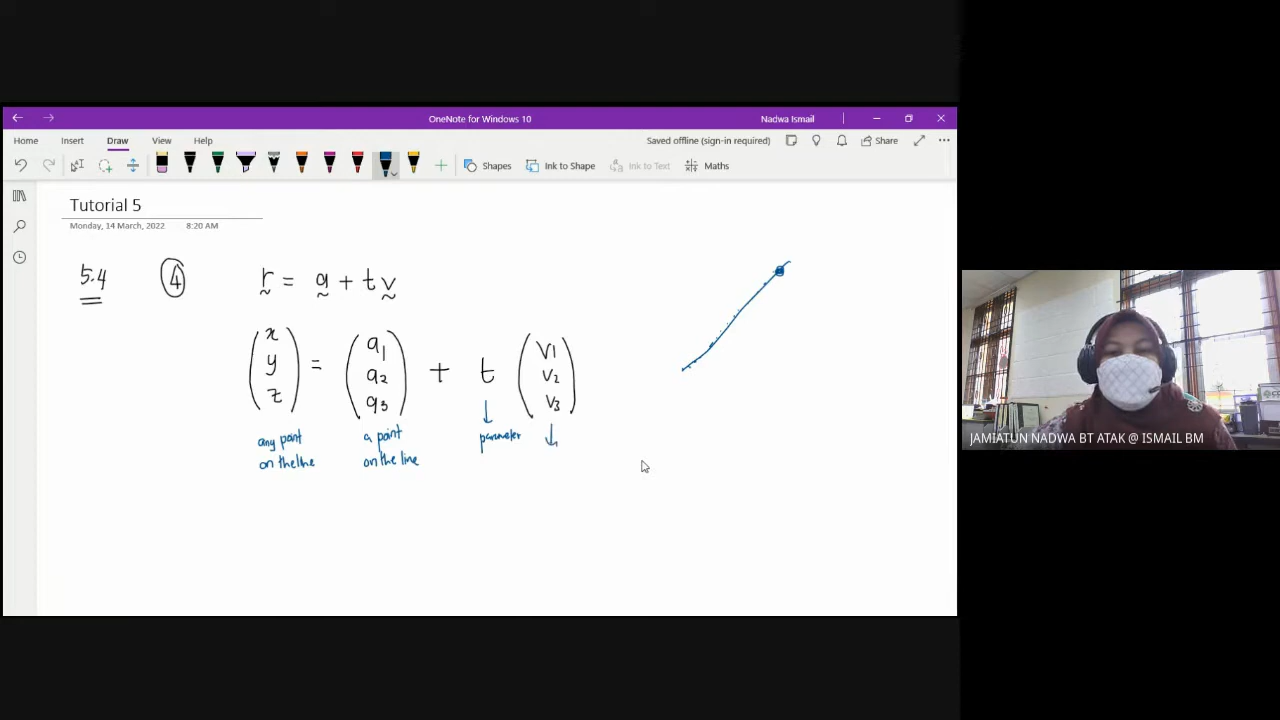 OneNote for Windows 10
Nadwa Ismail
Home Insert Draw View Help
Saved offline (sign-in required)
Share
Shapes
Ink to Shape
Ink to Text
Maths
Tutorial 5
Monday, 14 March, 2022 8:20 AM
5.4 ④ r = a + t v
( x y z ) = ( a1 a2 a3 ) + t ( v1 v2 v3 )
any point on the line
a point on the line
parameter
JAMIATUN NADWA BT ATAK @ ISMAIL BM